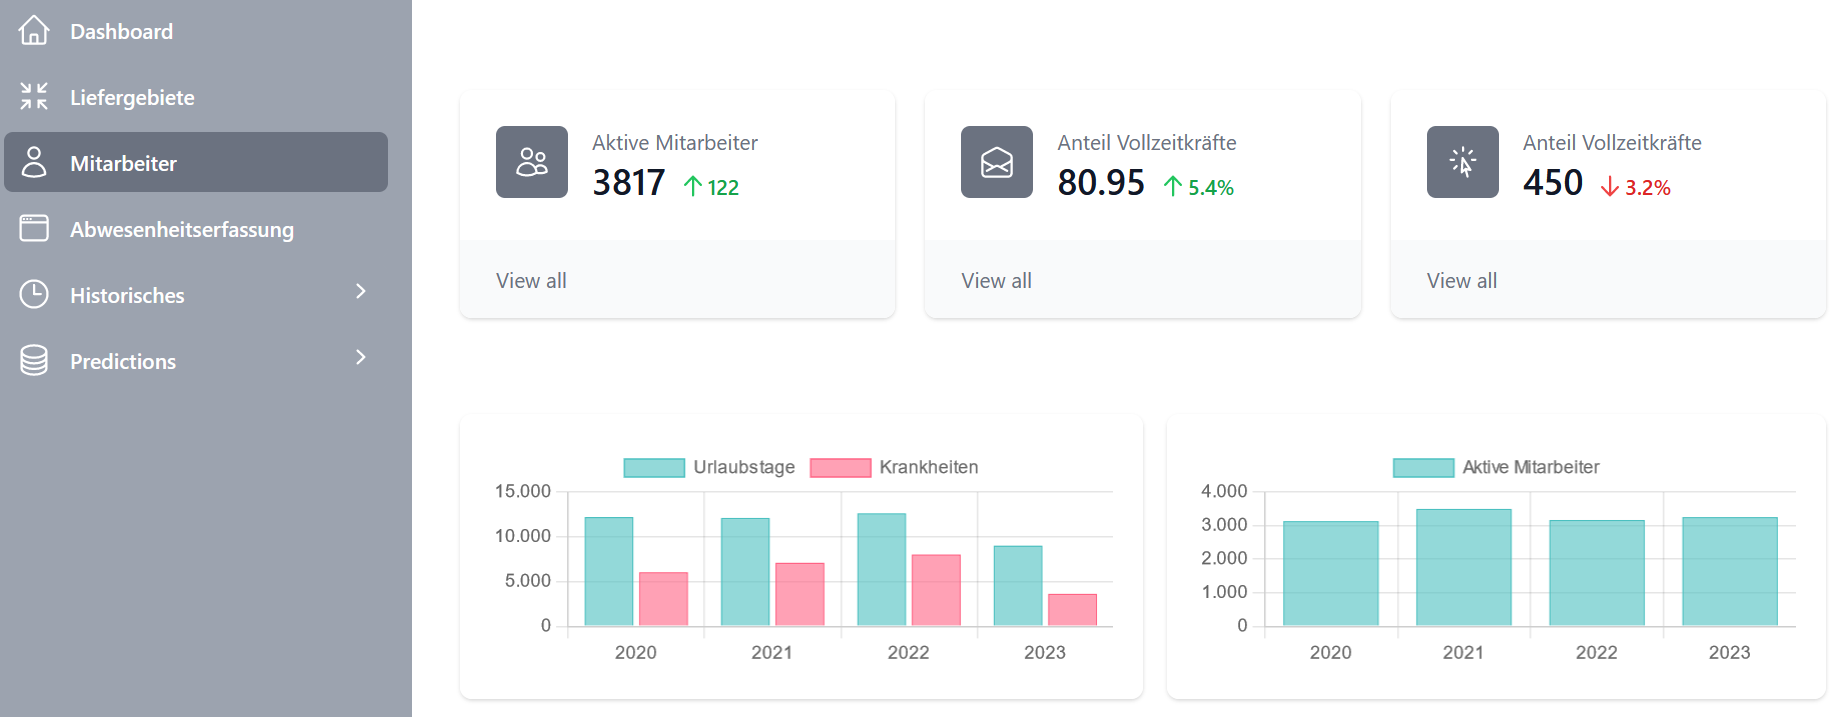 Dashboard
Liefergebiete
Mitarbeiter
Abwesenheitserfassung
Historisches
Predictions
Aktive Mitarbeiter
3817 122
View all
Anteil Vollzeitkräfte
80.95 5.4%
View all
Anteil Vollzeitkräfte
450 3.2%
View all
Urlaubstage Krankheiten
15.000
10.000
5.000
0
2020 2021 2022 2023
Aktive Mitarbeiter
4.000
3.000
2.000
1.000
0
2020 2021 2022 2023